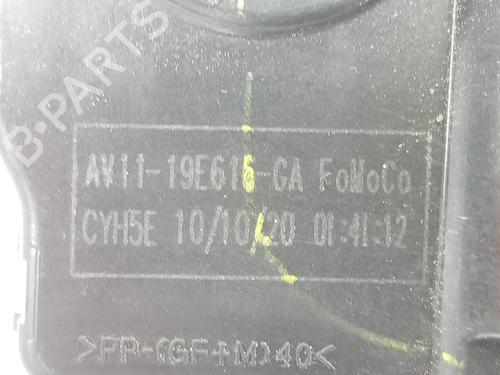 B-PARTS
AV11-19E616-GA FoMoCo
CYH5E 10/10/20 01:41:12
>PP-(GF+M)40<